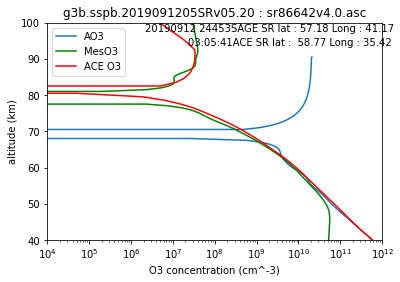 g3b.sspb.2019091205SRv05.20 : sr86642v4.0.asc
20190912 24453SAGE SR lat : 57.18 Long : 41.17
03:05:41ACE SR lat :  58.77 Long : 35.42
AO3
MesO3
ACE O3
altitude (km)
100
90
80
70
60
50
40
10^4 10^5 10^6 10^7 10^8 10^9 10^10 10^11 10^12
O3 concentration (cm^-3)